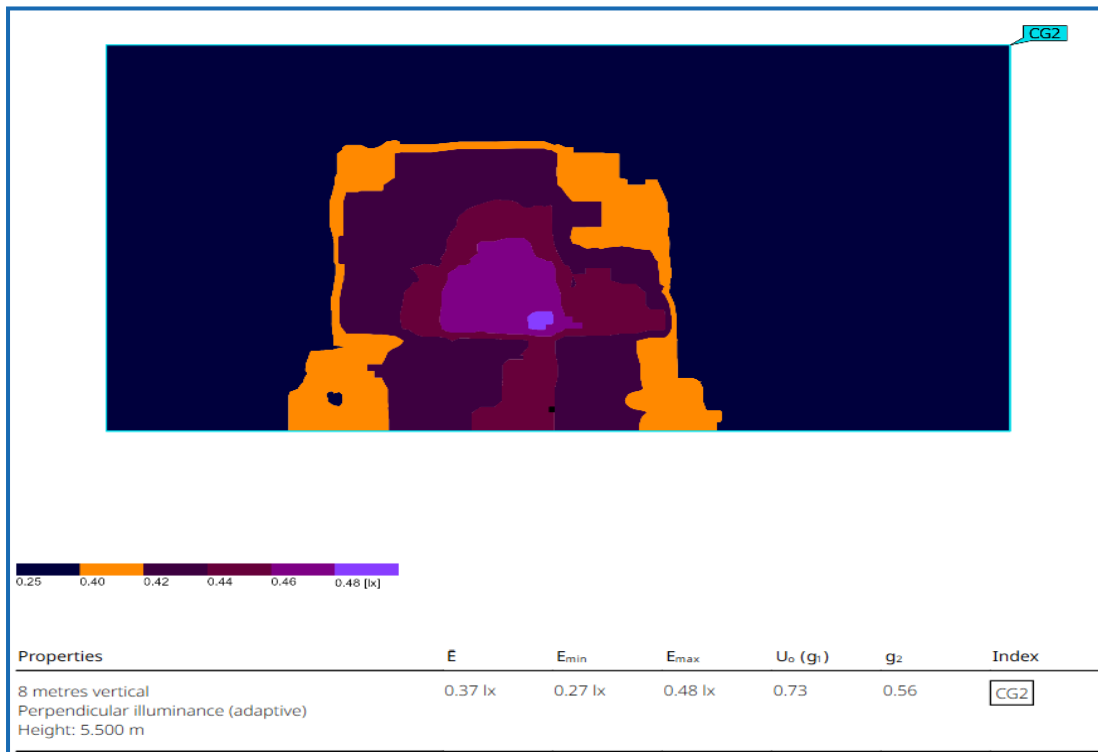 CG2
0.25 0.40 0.42 0.44 0.46 0.48 [lx]
Properties Ē Eₘᵢₙ Eₘₐₓ Uₒ (g₁) g₂ Index
8 metres vertical 0.37 lx 0.27 lx 0.48 lx 0.73 0.56 CG2
Perpendicular illuminance (adaptive)
Height: 5.500 m